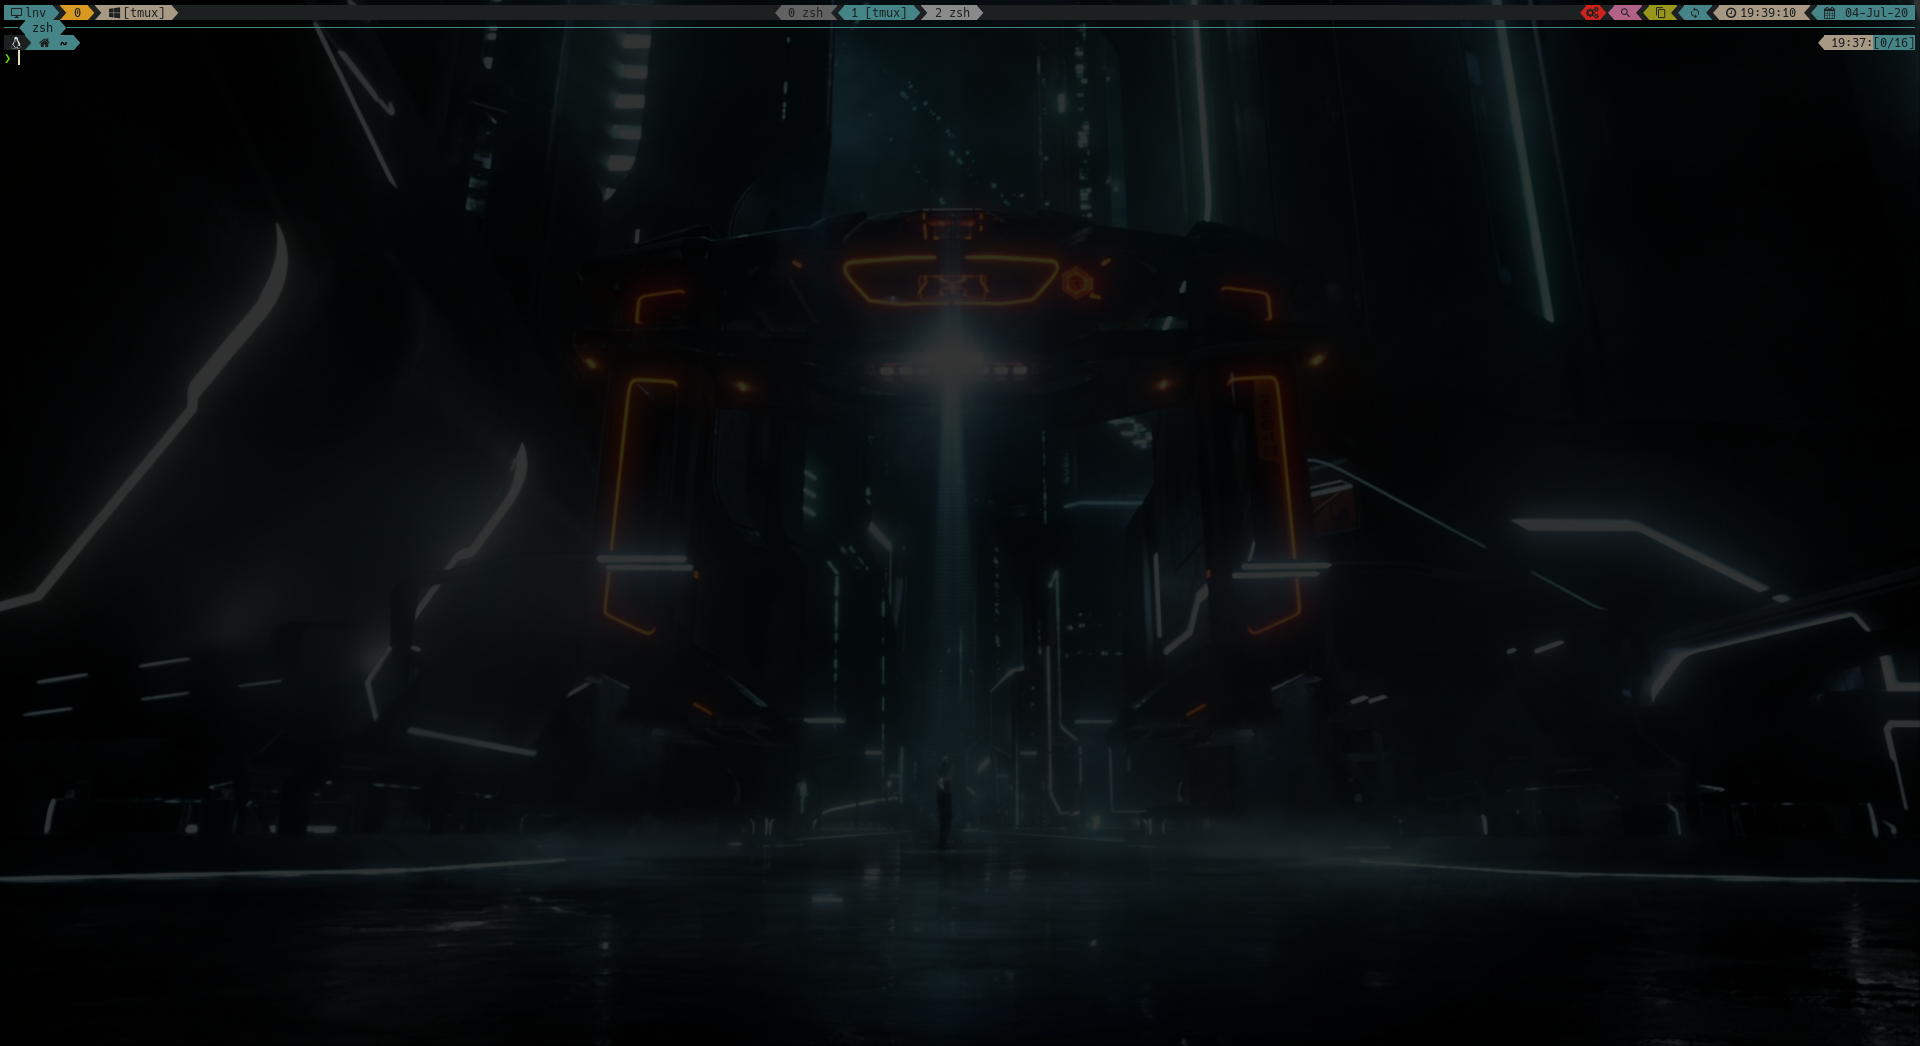 lnv 0 [tmux] 0 zsh 1 [tmux] 2 zsh 19:39:10 04-Jul-20
zsh
~ 19:37:[0/16]
❯